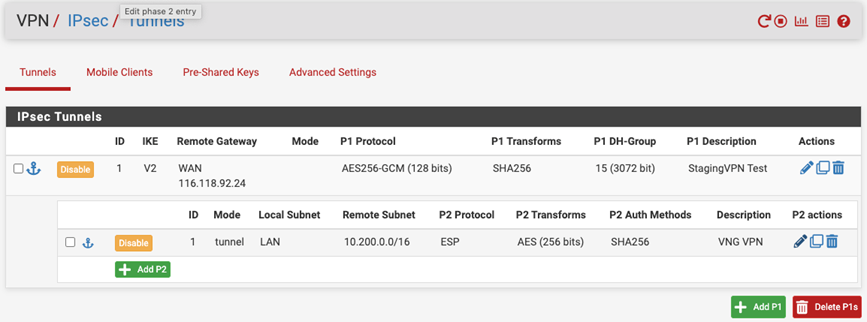 VPN / IPsec / Tunnels
Edit phase 2 entry
Tunnels Mobile Clients Pre-Shared Keys Advanced Settings
IPsec Tunnels
ID IKE Remote Gateway Mode P1 Protocol P1 Transforms P1 DH-Group P1 Description Actions
Disable 1 V2 WAN AES256-GCM (128 bits) SHA256 15 (3072 bit) StagingVPN Test
116.118.92.24
ID Mode Local Subnet Remote Subnet P2 Protocol P2 Transforms P2 Auth Methods Description P2 actions
Disable 1 tunnel LAN 10.200.0.0/16 ESP AES (256 bits) SHA256 VNG VPN
Add P2
Add P1 Delete P1s